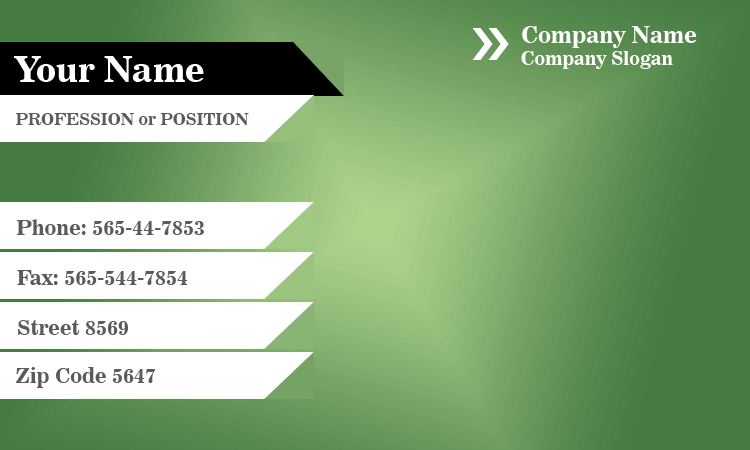 Your Name
PROFESSION or POSITION
Company Name
Company Slogan
Phone: 565-44-7853
Fax: 565-544-7854
Street 8569
Zip Code 5647